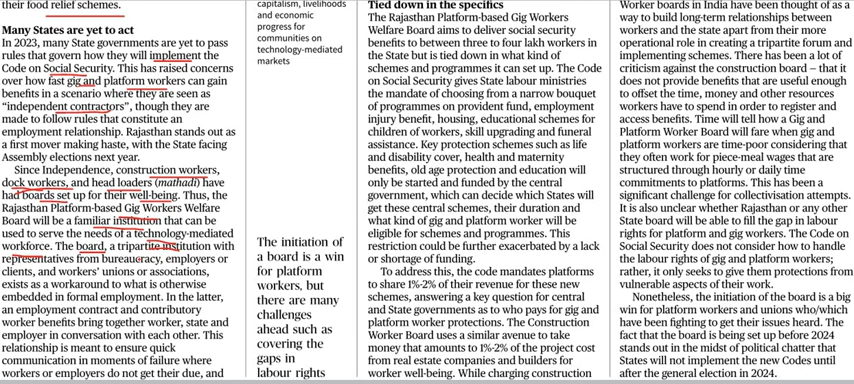 their food relief schemes.
Many States are yet to act
In 2023, many State governments are yet to pass
rules that govern how they will implement the
Code on Social Security. This has raised concerns
over how fast gig and platform workers can gain
benefits in a scenario where they are seen as
“independent contractors”, though they are
made to follow rules that constitute an
employment relationship. Rajasthan stands out as
a first mover making haste, with the State facing
Assembly elections next year.
Since Independence, construction workers,
dock workers, and head loaders (mathadi) have
had boards set up for their well-being. Thus, the
Rajasthan Platform-based Gig Workers Welfare
Board will be a familiar institution that can be
used to serve the needs of a technology-mediated
workforce. The board, a tripartite institution with
representatives from bureaucracy, employers or
clients, and workers’ unions or associations,
exists as a workaround to what is otherwise
embedded in formal employment. In the latter,
an employment contract and contributory
worker benefits bring together worker, state and
employer in conversation with each other. This
relationship is meant to ensure quick
communication in moments of failure where
workers or employers do not get their due, and
capitalism, livelihoods
and economic
progress for
communities on
technology-mediated
markets
The initiation of
a board is a win
for platform
workers, but
there are many
challenges
ahead such as
covering the
gaps in
labour rights
Tied down in the specifics
The Rajasthan Platform-based Gig Workers
Welfare Board aims to deliver social security
benefits to between three to four lakh workers in
the State but is tied down in what kind of
schemes and programmes it can set up. The Code
on Social Security gives State labour ministries
the mandate of choosing from a narrow bouquet
of programmes on provident fund, employment
injury benefit, housing, educational schemes for
children of workers, skill upgrading and funeral
assistance. Key protection schemes such as life
and disability cover, health and maternity
benefits, old age protection and education will
only be started and funded by the central
government, which can decide which States will
get these central schemes, their duration and
what kind of gig and platform worker will be
eligible for schemes and programmes. This
restriction could be further exacerbated by a lack
or shortage of funding.
To address this, the code mandates platforms
to share 1%-2% of their revenue for these new
schemes, answering a key question for central
and State governments as to who pays for gig and
platform worker protections. The Construction
Worker Board uses a similar avenue to take
money that amounts to 1%-2% of the project cost
from real estate companies and builders for
worker well-being. While charging construction
Worker boards in India have been thought of as a
way to build long-term relationships between
workers and the state apart from their more
operational role in creating a tripartite forum and
implementing schemes. There has been a lot of
criticism against the construction board — that it
does not provide benefits that are useful enough
to offset the time, money and other resources
workers have to spend in order to register and
access benefits. Time will tell how a Gig and
Platform Worker Board will fare when gig and
platform workers are time-poor considering that
they often work for piece-meal wages that are
structured through hourly or daily time
commitments to platforms. This has been a
significant challenge for collectivisation attempts.
It is also unclear whether Rajasthan or any other
State board will be able to fill the gap in labour
rights for platform and gig workers. The Code on
Social Security does not consider how to handle
the labour rights of gig and platform workers;
rather, it only seeks to give them protections from
vulnerable aspects of their work.
Nonetheless, the initiation of the board is a big
win for platform workers and unions who/which
have been fighting to get their issues heard. The
fact that the board is being set up before 2024
stands out in the midst of political chatter that
States will not implement the new Codes until
after the general election in 2024.